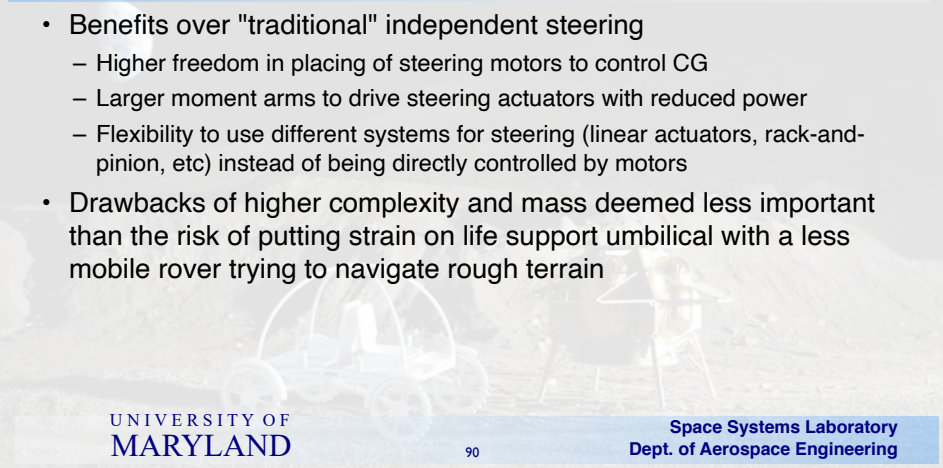 • Benefits over "traditional" independent steering
– Higher freedom in placing of steering motors to control CG
– Larger moment arms to drive steering actuators with reduced power
– Flexibility to use different systems for steering (linear actuators, rack-and-
pinion, etc) instead of being directly controlled by motors
• Drawbacks of higher complexity and mass deemed less important
than the risk of putting strain on life support umbilical with a less
mobile rover trying to navigate rough terrain
UNIVERSITY OF
MARYLAND
90
Space Systems Laboratory
Dept. of Aerospace Engineering